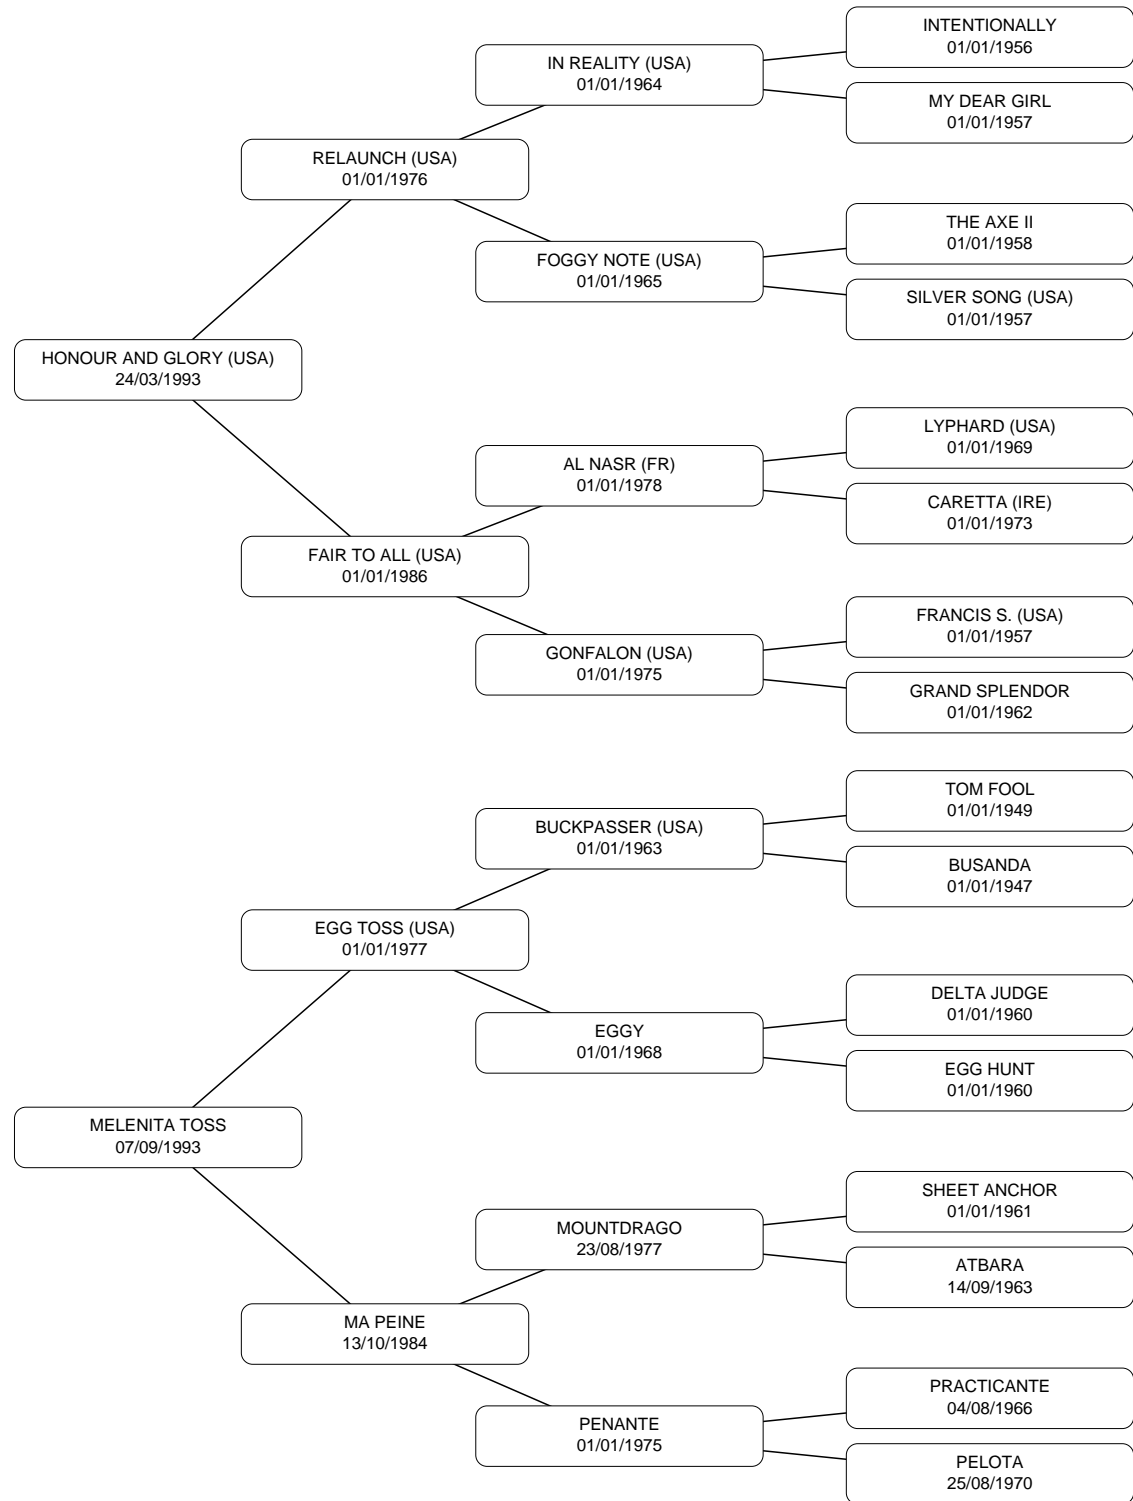 INTENTIONALLY
01/01/1956
IN REALITY (USA)
01/01/1964
MY DEAR GIRL
01/01/1957
RELAUNCH (USA)
01/01/1976
THE AXE II
01/01/1958
FOGGY NOTE (USA)
01/01/1965
SILVER SONG (USA)
01/01/1957
HONOUR AND GLORY (USA)
24/03/1993
LYPHARD (USA)
01/01/1969
AL NASR (FR)
01/01/1978
CARETTA (IRE)
01/01/1973
FAIR TO ALL (USA)
01/01/1986
FRANCIS S. (USA)
01/01/1957
GONFALON (USA)
01/01/1975
GRAND SPLENDOR
01/01/1962
TOM FOOL
01/01/1949
BUCKPASSER (USA)
01/01/1963
BUSANDA
01/01/1947
EGG TOSS (USA)
01/01/1977
DELTA JUDGE
01/01/1960
EGGY
01/01/1968
EGG HUNT
01/01/1960
MELENITA TOSS
07/09/1993
SHEET ANCHOR
01/01/1961
MOUNTDRAGO
23/08/1977
ATBARA
14/09/1963
MA PEINE
13/10/1984
PRACTICANTE
04/08/1966
PENANTE
01/01/1975
PELOTA
25/08/1970